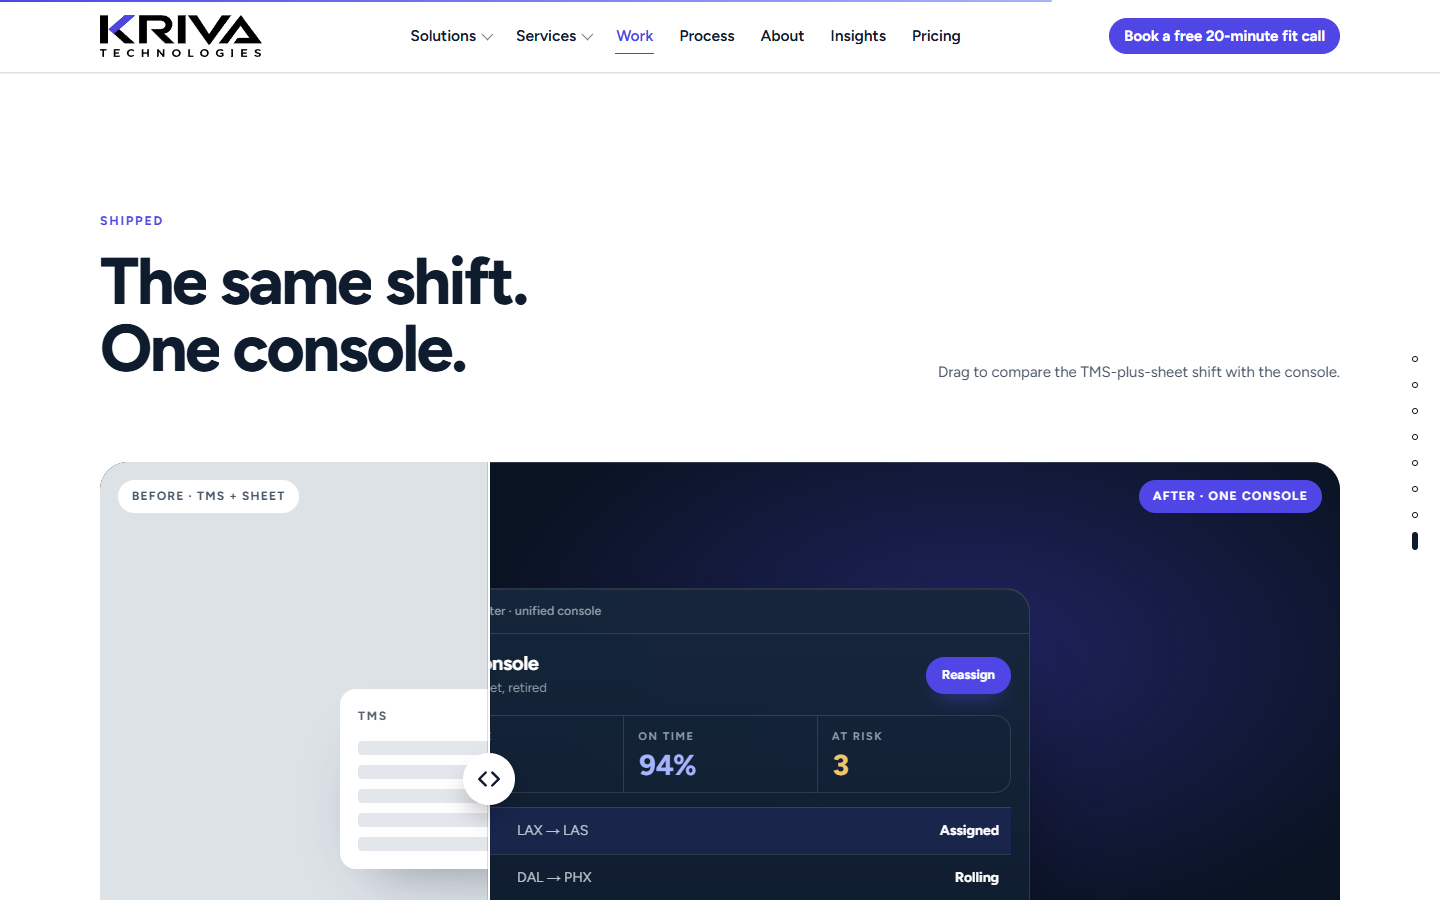 KRIVA
TECHNOLOGIES
Solutions
Services
Work
Process
About
Insights
Pricing
Book a free 20-minute fit call
SHIPPED
The same shift.
One console.
Drag to compare the TMS-plus-sheet shift with the console.
BEFORE · TMS + SHEET
AFTER · ONE CONSOLE
ter · unified console
onsole
et, retired
Reassign
TMS
ON TIME
94%
AT RISK
3
LAX → LAS
Assigned
DAL → PHX
Rolling